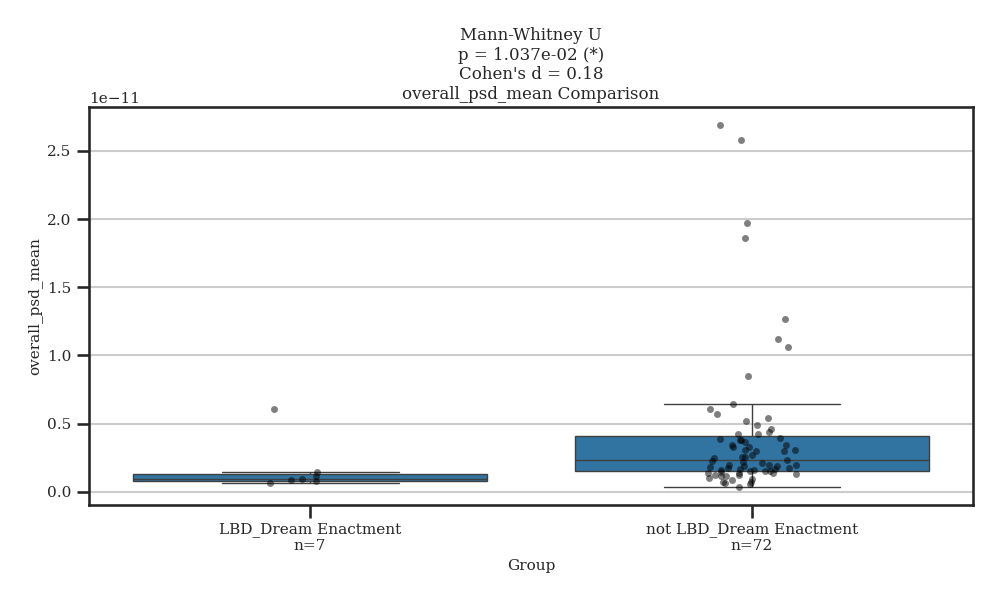 Mann-Whitney U
p = 1.037e-02 (*)
Cohen's d = 0.18
overall_psd_mean Comparison
1e−11
2.5
2.0
1.5
1.0
0.5
0.0
overall_psd_mean
LBD_Dream Enactment
n=7
not LBD_Dream Enactment
n=72
Group